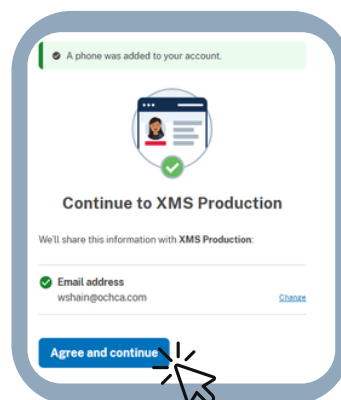 A phone was added to your account.
Continue to XMS Production
We'll share this information with XMS Production:
Email address
wshain@ochca.com
Change
Agree and continue